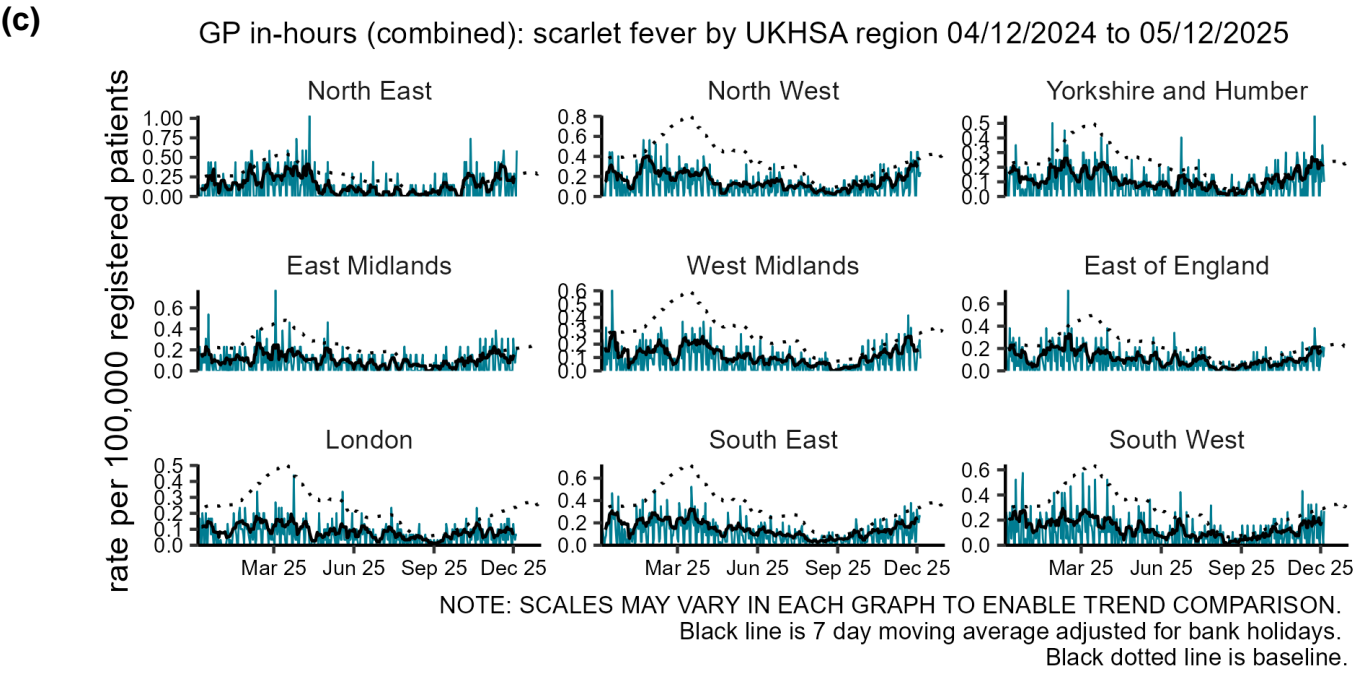 (c)
GP in-hours (combined): scarlet fever by UKHSA region 04/12/2024 to 05/12/2025
rate per 100,000 registered patients
North East
1.00
0.75
0.50
0.25
0.00
North West
0.8
0.6
0.4
0.2
0.0
Yorkshire and Humber
0.5
0.4
0.3
0.2
0.1
0.0
East Midlands
0.6
0.4
0.2
0.0
West Midlands
0.6
0.5
0.4
0.3
0.2
0.1
0.0
East of England
0.6
0.4
0.2
0.0
London
0.5
0.4
0.3
0.2
0.1
0.0
South East
0.6
0.4
0.2
0.0
South West
0.6
0.4
0.2
0.0
Mar 25 Jun 25 Sep 25 Dec 25
Mar 25 Jun 25 Sep 25 Dec 25
Mar 25 Jun 25 Sep 25 Dec 25
NOTE: SCALES MAY VARY IN EACH GRAPH TO ENABLE TREND COMPARISON.
Black line is 7 day moving average adjusted for bank holidays.
Black dotted line is baseline.